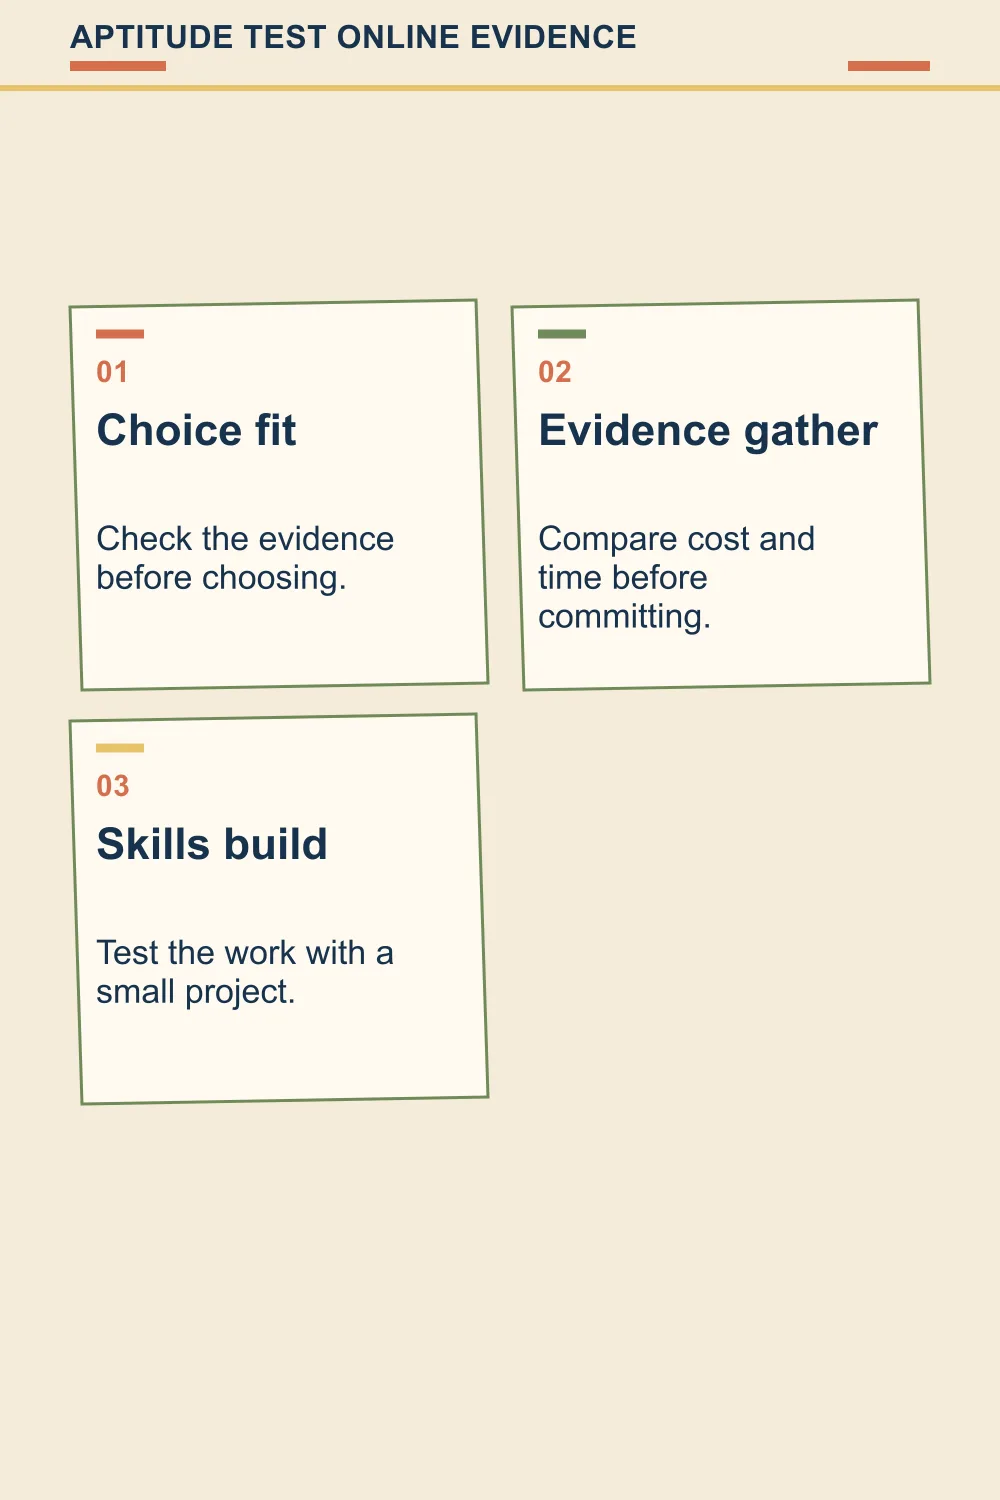 APTITUDE TEST ONLINE EVIDENCE
01
Choice fit
Check the evidence
before choosing.
02
Evidence gather
Compare cost and
time before
committing.
03
Skills build
Test the work with a
small project.